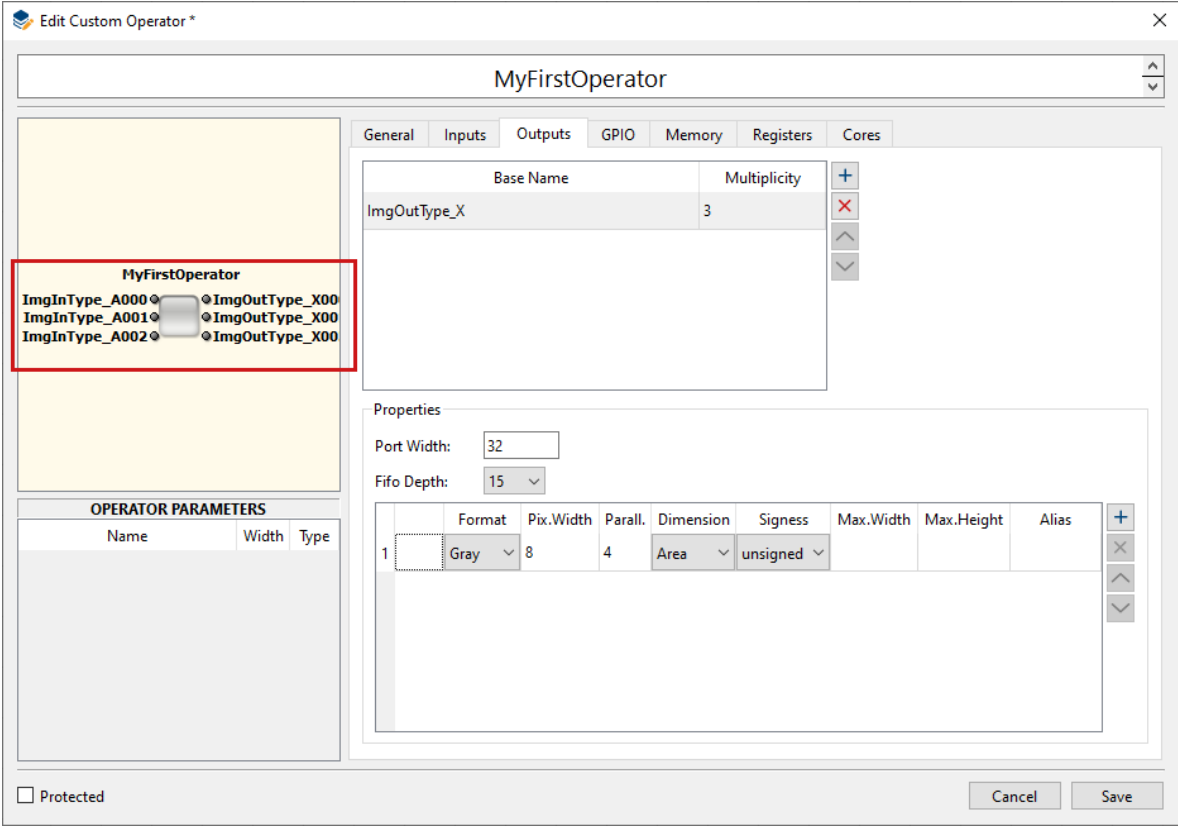 Edit Custom Operator *
MyFirstOperator
General Inputs Outputs GPIO Memory Registers Cores
Base Name Multiplicity
ImgOutType_X 3
MyFirstOperator
ImgInType_A000 ImgOutType_X00
ImgInType_A001 ImgOutType_X00
ImgInType_A002 ImgOutType_X00
Properties
Port Width: 32
Fifo Depth: 15
OPERATOR PARAMETERS
Name Width Type
Format Pix.Width Parall. Dimension Signess Max.Width Max.Height Alias
1 Gray 8 4 Area unsigned
Protected
Cancel Save